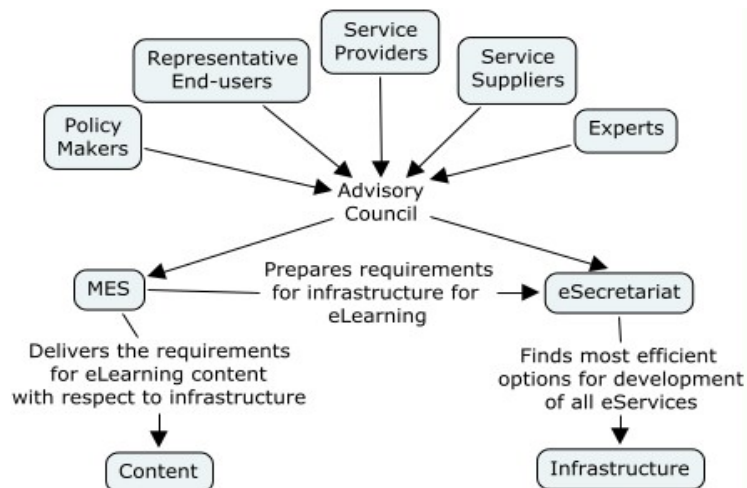 Service
Providers
Representative
End-users
Service
Suppliers
Policy
Makers
Experts
Advisory
Council
MES
Prepares requirements
for infrastructure for
eLearning
eSecretariat
Delivers the requirements
for eLearning content
with respect to infrastructure
Finds most efficient
options for development
of all eServices
Content
Infrastructure